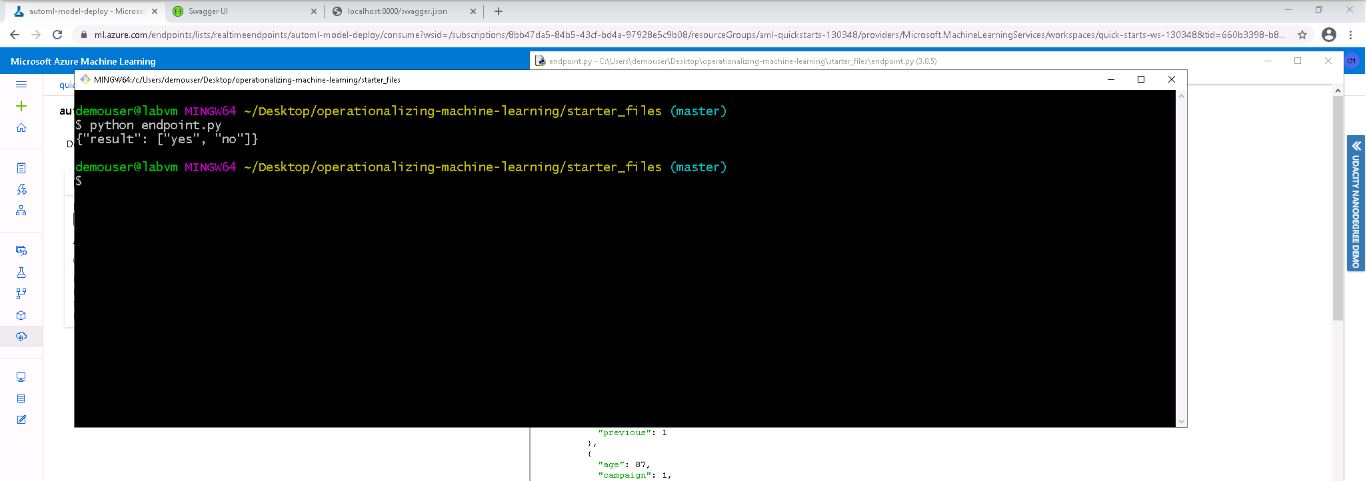 automl-model-deploy - Microsof
Swagger UI
localhost:8000/swagger.json
ml.azure.com/endpoints/lists/realtimeendpoints/automl-model-deploy/consume?wsid=/subscriptions/8bb47da5-84b5-43cf-bd4a-97928e5c9b08/resourceGroups/aml-quickstarts-130348/providers/Microsoft.MachineLearningServices/workspaces/quick-starts-ws-130348&tid=660b3398-b8...
Microsoft Azure Machine Learning
endpoint.py - C:\Users\demouser\Desktop\operationalizing-machine-learning\starter_files\endpoint.py (3.8.5)
MINGW64:/c/Users/demouser/Desktop/operationalizing-machine-learning/starter_files
demouser@labvm MINGW64 ~/Desktop/operationalizing-machine-learning/starter_files (master)
$ python endpoint.py
{"result": ["yes", "no"]}
demouser@labvm MINGW64 ~/Desktop/operationalizing-machine-learning/starter_files (master)
$
"previous": 1
},
{
"age": 87,
"campaign": 1,
UDACITY NANODEGREE DEMO